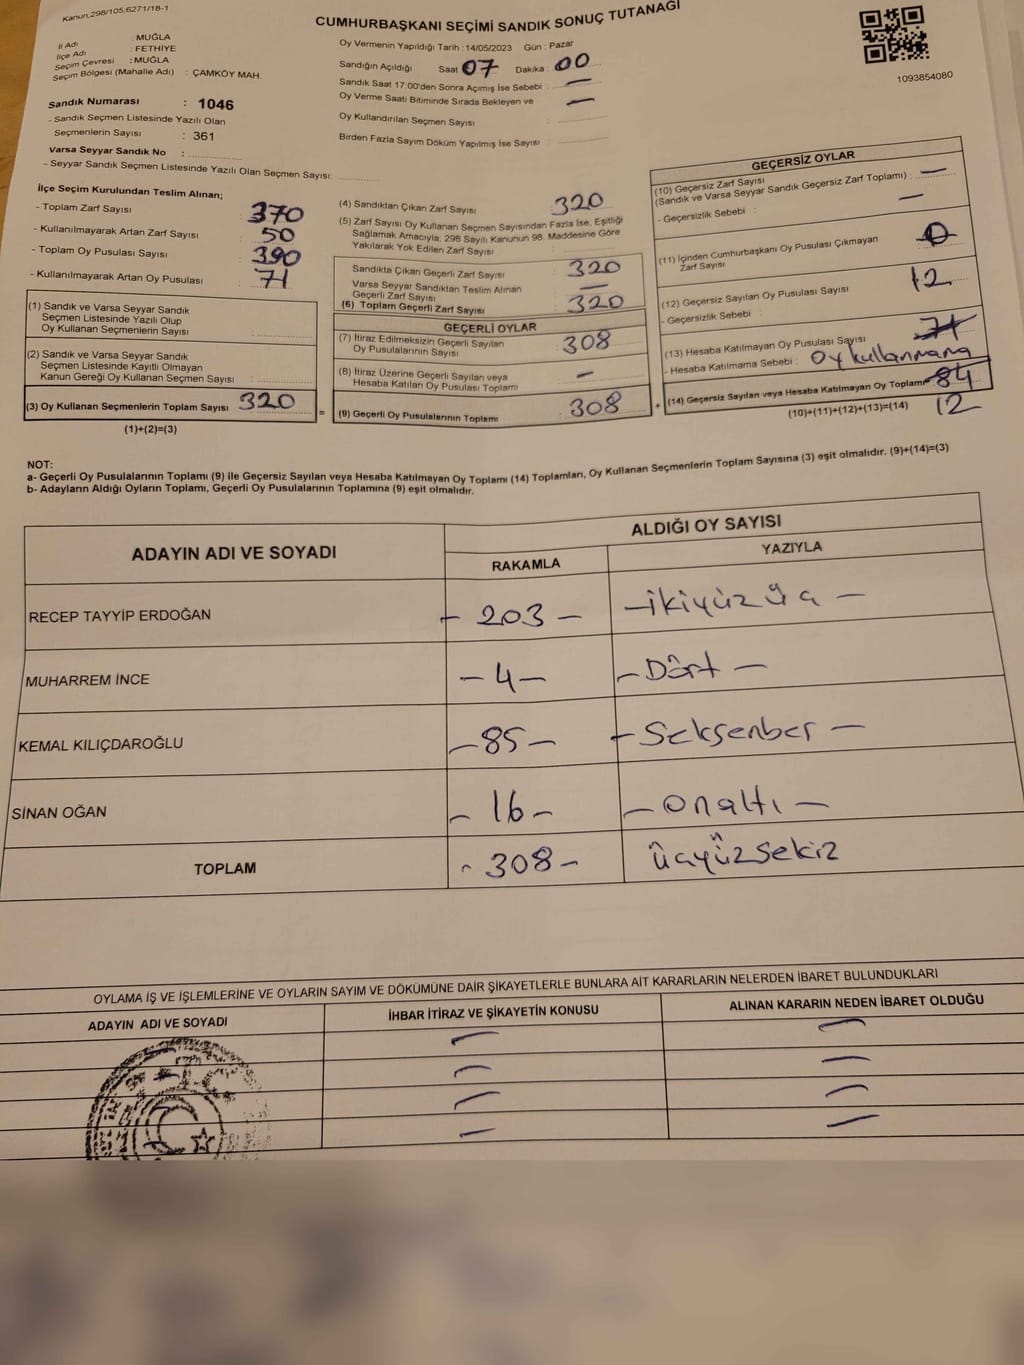 Kanun:298/105,6271/18-1
CUMHURBAŞKANI SEÇİMİ SANDIK SONUÇ TUTANAĞI
İl Adı : MUĞLA
İlçe Adı : FETHİYE
Seçim Çevresi : MUĞLA
Seçim Bölgesi (Mahalle Adı) : ÇAMKÖY MAH.
Sandık Numarası : 1046
- Sandık Seçmen Listesinde Yazılı Olan
Seçmenlerin Sayısı : 361
Varsa Seyyar Sandık No :
- Seyyar Sandık Seçmen Listesinde Yazılı Olan Seçmen Sayısı:
Oy Vermenin Yapıldığı Tarih : 14/05/2023 Gün : Pazar
Sandığın Açıldığı Saat 07 Dakika : 00
Sandık Saat 17:00'den Sonra Açımış İse Sebebi : —
Oy Verme Saati Bitiminde Sırada Bekleyen ve —
Oy Kullandırılan Seçmen Sayısı :
Birden Fazla Sayım Döküm Yapılmış İse Sayısı :
1093854080
İlçe Seçim Kurulundan Teslim Alınan;
- Toplam Zarf Sayısı : 370
- Kullanılmayarak Artan Zarf Sayısı : 50
- Toplam Oy Pusulası Sayısı : 390
- Kullanılmayarak Artan Oy Pusulası : 71
(1) Sandık ve Varsa Seyyar Sandık
Seçmen Listesinde Yazılı Olup
Oy Kullanan Seçmenlerin Sayısı :
(2) Sandık ve Varsa Seyyar Sandık
Seçmen Listesinde Kayıtlı Olmayan
Kanun Gereği Oy Kullanan Seçmen Sayısı :
(3) Oy Kullanan Seçmenlerin Toplam Sayısı 320 =
(1)+(2)=(3)
(4) Sandıktan Çıkan Zarf Sayısı : 320
(5) Zarf Sayısı Oy Kullanan Seçmen Sayısından Fazla İse, Eşitliği
Sağlamak Amacıyla, 298 Sayılı Kanunun 98. Maddesine Göre
Yakılarak Yok Edilen Zarf Sayısı :
Sandıkta Çıkan Geçerli Zarf Sayısı : 320
Varsa Seyyar Sandıktan Teslim Alınan
Geçerli Zarf Sayısı : —
(6) Toplam Geçerli Zarf Sayısı : 320
GEÇERLİ OYLAR
(7) İtiraz Edilmeksizin Geçerli Sayılan
Oy Pusulalarının Sayısı : 308
(8) İtiraz Üzerine Geçerli Sayılan veya
Hesaba Katılan Oy Pusulası Toplamı : —
(9) Geçerli Oy Pusulalarının Toplamı : 308 +
GEÇERSİZ OYLAR
(10) Geçersiz Zarf Sayısı
(Sandık ve Varsa Seyyar Sandık Geçersiz Zarf Toplamı) : —
- Geçersizlik Sebebi : —
(11) İçinden Cumhurbaşkanı Oy Pusulası Çıkmayan
Zarf Sayısı : 0
(12) Geçersiz Sayılan Oy Pusulası Sayısı : 12
- Geçersizlik Sebebi :
(13) Hesaba Katılmayan Oy Pusulası Sayısı : 71
- Hesaba Katılmama Sebebi : Oy kullanmama
(14) Geçersiz Sayılan veya Hesaba Katılmayan Oy Toplamı 84
(10)+(11)+(12)+(13)=(14) 12
NOT:
a- Geçerli Oy Pusulalarının Toplamı (9) ile Geçersiz Sayılan veya Hesaba Katılmayan Oy Toplamı (14) Toplamları, Oy Kullanan Seçmenlerin Toplam Sayısına (3) eşit olmalıdır. (9)+(14)=(3)
b- Adayların Aldığı Oyların Toplamı, Geçerli Oy Pusulalarının Toplamına (9) eşit olmalıdır.
ADAYIN ADI VE SOYADI
ALDIĞI OY SAYISI
RAKAMLA YAZIYLA
RECEP TAYYİP ERDOĞAN - 203 - - ikiyüzüç -
MUHARREM İNCE - 4 - - Dört -
KEMAL KILIÇDAROĞLU - 85 - - Seksenbeş -
SİNAN OĞAN - 16 - - onaltı -
TOPLAM - 308 - üçyüzsekiz
OYLAMA İŞ VE İŞLEMLERİNE VE OYLARIN SAYIM VE DÖKÜMÜNE DAİR ŞİKAYETLERLE BUNLARA AİT KARARLARIN NELERDEN İBARET BULUNDUKLARI
ADAYIN ADI VE SOYADI İHBAR İTİRAZ VE ŞİKAYETİN KONUSU ALINAN KARARIN NEDEN İBARET OLDUĞU